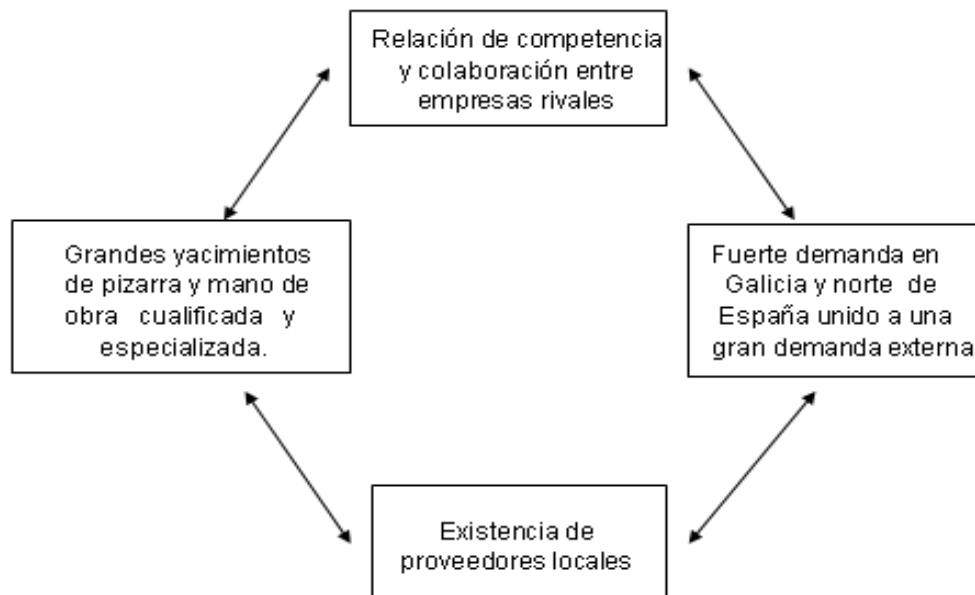 Relación de competencia
y colaboración entre
empresas rivales
Grandes yacimientos
de pizarra y mano de
obra cualificada y
especializada.
Fuerte demanda en
Galicia y norte de
España unido a una
gran demanda externa
Existencia de
proveedores locales